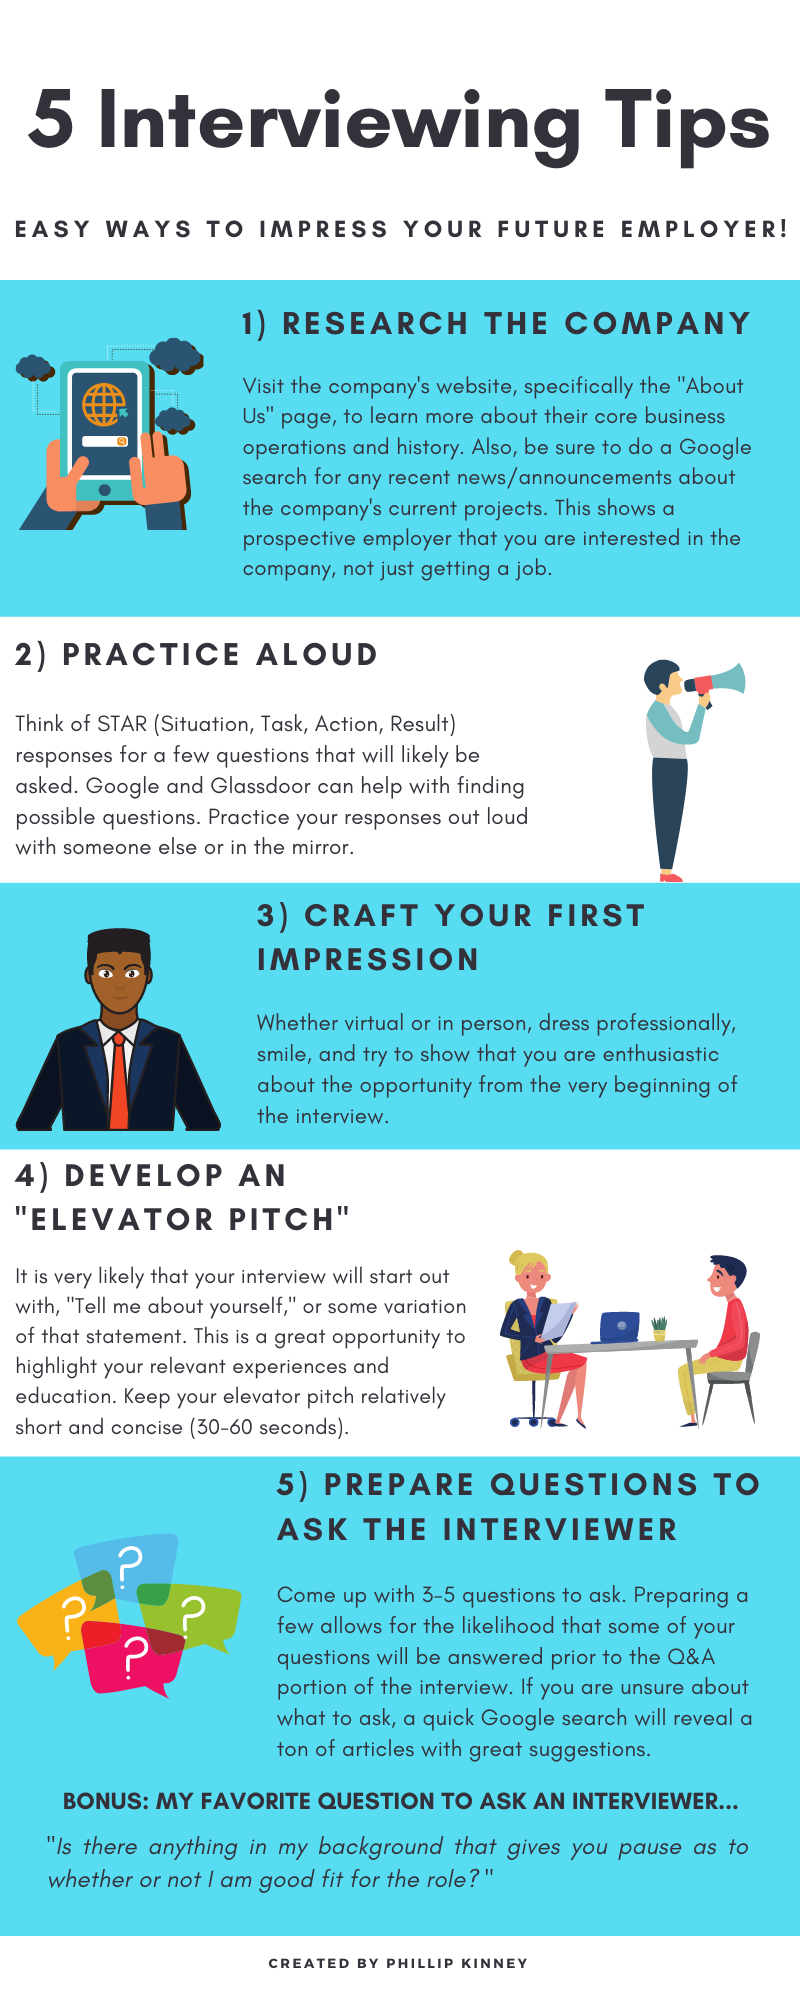 5 Interviewing Tips
EASY WAYS TO IMPRESS YOUR FUTURE EMPLOYER!
1) RESEARCH THE COMPANY
Visit the company's website, specifically the "About
Us" page, to learn more about their core business
operations and history. Also, be sure to do a Google
search for any recent news/announcements about
the company's current projects. This shows a
prospective employer that you are interested in the
company, not just getting a job.
2) PRACTICE ALOUD
Think of STAR (Situation, Task, Action, Result)
responses for a few questions that will likely be
asked. Google and Glassdoor can help with finding
possible questions. Practice your responses out loud
with someone else or in the mirror.
3) CRAFT YOUR FIRST
IMPRESSION
Whether virtual or in person, dress professionally,
smile, and try to show that you are enthusiastic
about the opportunity from the very beginning of
the interview.
4) DEVELOP AN
"ELEVATOR PITCH"
It is very likely that your interview will start out
with, "Tell me about yourself," or some variation
of that statement. This is a great opportunity to
highlight your relevant experiences and
education. Keep your elevator pitch relatively
short and concise (30-60 seconds).
5) PREPARE QUESTIONS TO
ASK THE INTERVIEWER
? ? ? ?
Come up with 3-5 questions to ask. Preparing a
few allows for the likelihood that some of your
questions will be answered prior to the Q&A
portion of the interview. If you are unsure about
what to ask, a quick Google search will reveal a
ton of articles with great suggestions.
BONUS: MY FAVORITE QUESTION TO ASK AN INTERVIEWER...
"Is there anything in my background that gives you pause as to
whether or not I am good fit for the role? "
CREATED BY PHILLIP KINNEY